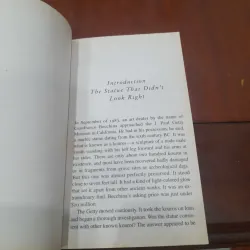 Introduction
The Statue That Didn't
Look Right
In September of 1983, an art dealer by the name of
Gianfranco Becchina approached the J. Paul Getty
Museum in California. He had in his possession, he said,
a marble statue dating from the sixth century BC. It was
what is known as a kouros – a sculpture of a nude male
youth standing with his left leg forward and his arms at
his sides. There are only about two hundred kouroi in
existence, and most have been recovered badly damaged
or in fragments from grave sites or archeological digs.
But this one was almost perfectly preserved. It stood
close to seven feet tall. It had a kind of light-colored glow
that set it apart from other ancient works. It was an
extraordinary find. Becchina's asking price was just under
$10 million.
The Getty moved cautiously. It took the kouros on loan
and began a thorough investigation. Was the statue consis-
tent with other known kouroi? The answer appeared to be